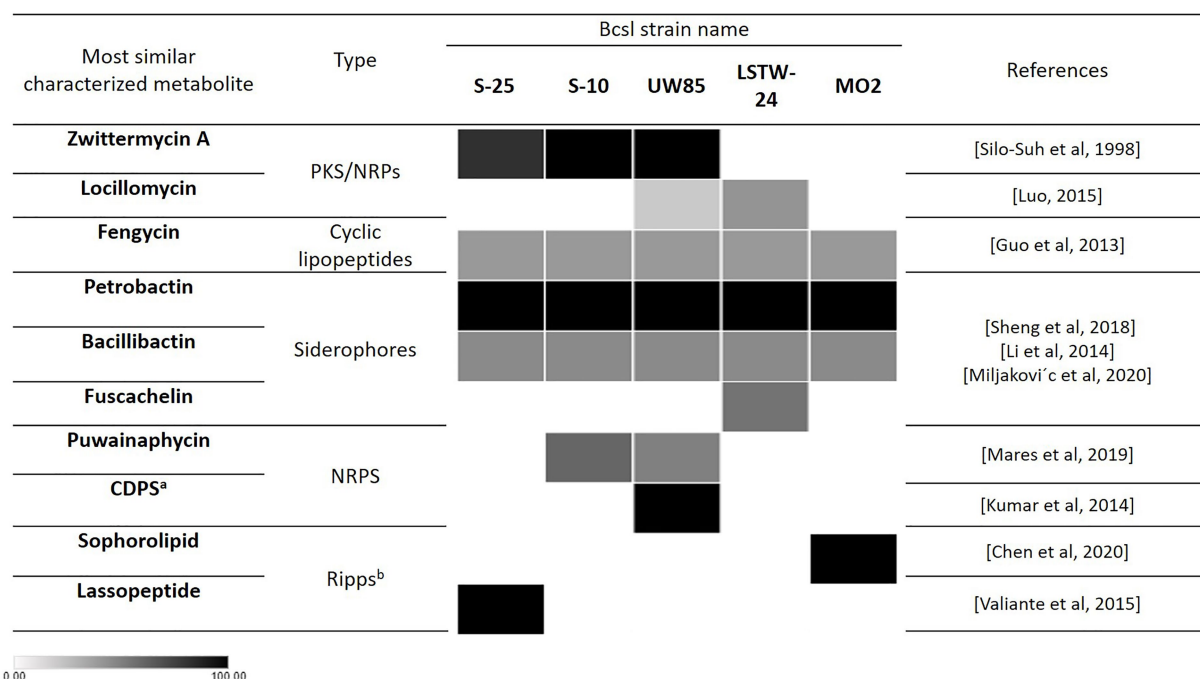 Bcsl strain name
Most similar
characterized metabolite
Type
S-25
S-10
UW85
LSTW-
24
MO2
References
Zwittermycin A
PKS/NRPs
[Silo-Suh et al, 1998]
Locillomycin
[Luo, 2015]
Fengycin
Cyclic
lipopeptides
[Guo et al, 2013]
Petrobactin
Siderophores
[Sheng et al, 2018]
[Li et al, 2014]
[Miljakovi´c et al, 2020]
Bacillibactin
Fuscachelin
Puwainaphycin
NRPS
[Mares et al, 2019]
CDPSᵃ
[Kumar et al, 2014]
Sophorolipid
Rippsᵇ
[Chen et al, 2020]
Lassopeptide
[Valiante et al, 2015]
0.00
100.00